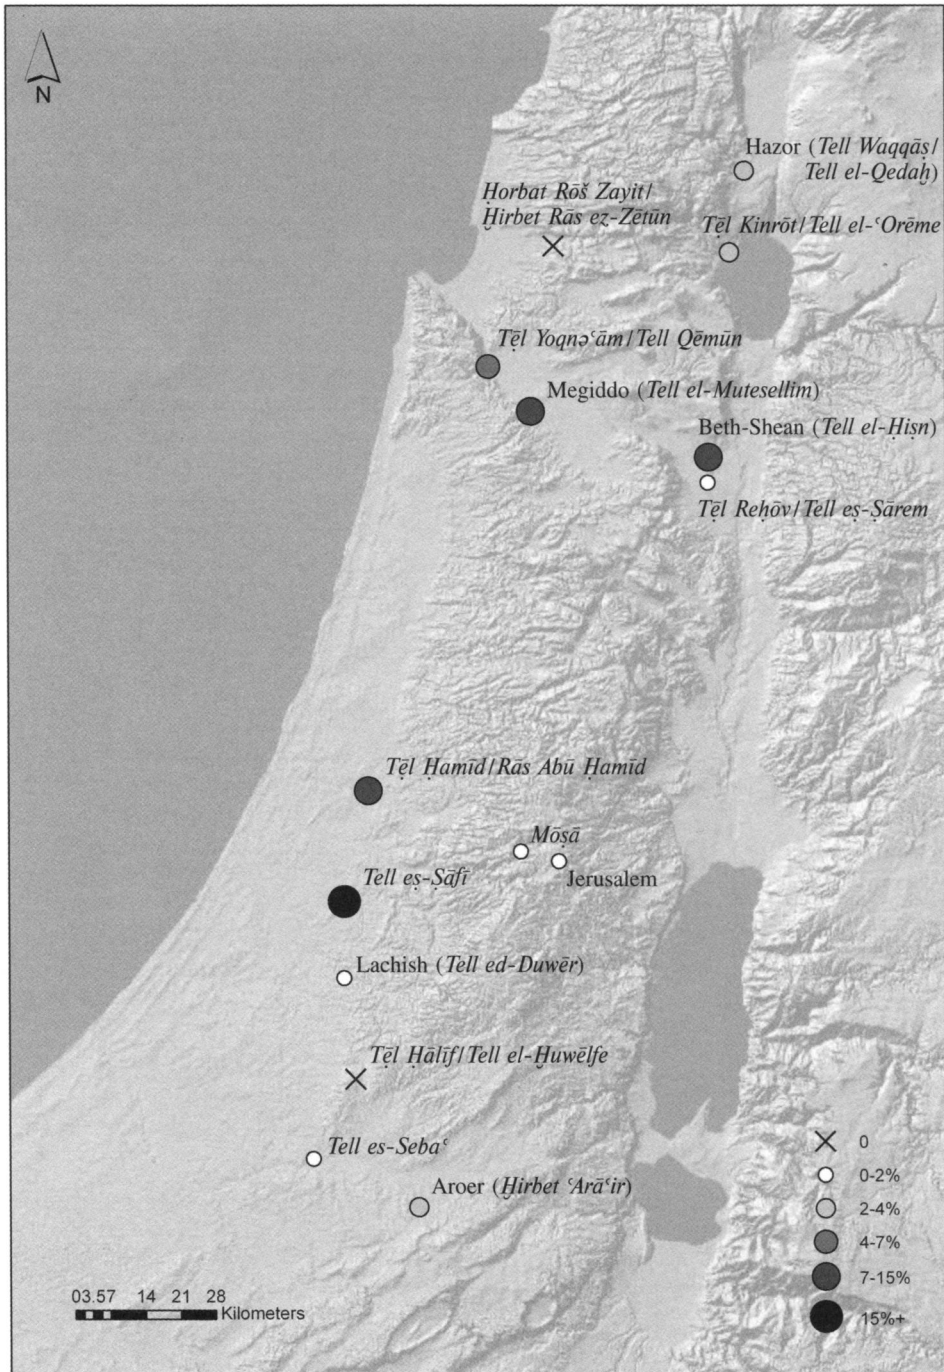 N
Hazor (Tell Waqqāṣ/
Tell el-Qedaḥ)
Ḥorbat Rōš Zayit/
Ḫirbet Rās ez-Zētūn
Tēl Kinrōt/Tell el-ʿOrēme
Tēl Yoqnəʿām/Tell Qēmūn
Megiddo (Tell el-Mutesellim)
Beth-Shean (Tell el-Ḥiṣn)
Tēl Reḥōv/Tell eṣ-Ṣārem
Tēl Ḥamīd/Rās Abū Ḥamīd
Mōṣā
Jerusalem
Tell eṣ-Ṣāfī
Lachish (Tell ed-Duwēr)
Tēl Ḥālīf/Tell el-Ḫuwēlfe
Tell es-Sebaʿ
Aroer (Ḫirbet ʿArāʿir)
0
0-2%
2-4%
4-7%
7-15%
15%+
03.57 14 21 28
Kilometers